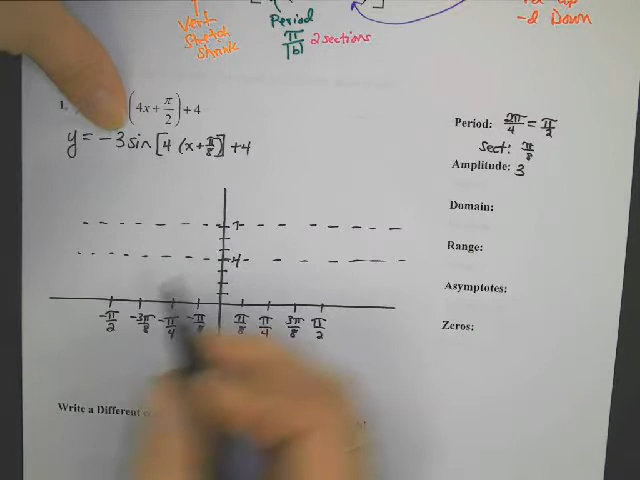 Vert
Stretch
Shrink
Period
π/|b| 2 sections
-d Down
1. (4x + π/2) + 4
y = -3 sin [4 (x + π/8)] + 4
Period: 2π/4 = π/2
sect: π/8
Amplitude: 3
Domain:
Range:
Asymptotes:
Zeros:
7
4
-π/2 -3π/8 -π/4 -π/8 π/8 π/4 3π/8 π/2
Write a Different